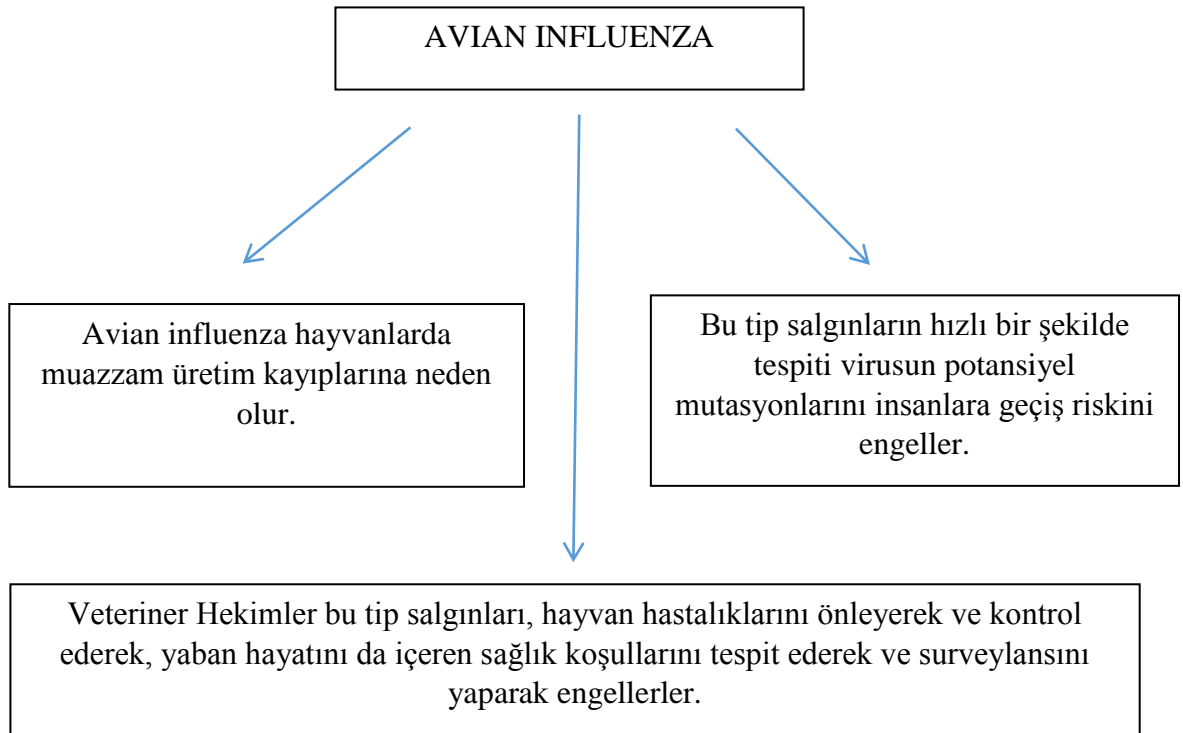 AVIAN INFLUENZA
Avian influenza hayvanlarda
muazzam üretim kayıplarına neden
olur.
Bu tip salgınların hızlı bir şekilde
tespiti virusun potansiyel
mutasyonlarını insanlara geçiş riskini
engeller.
Veteriner Hekimler bu tip salgınları, hayvan hastalıklarını önleyerek ve kontrol
ederek, yaban hayatını da içeren sağlık koşullarını tespit ederek ve surveylansını
yaparak engellerler.